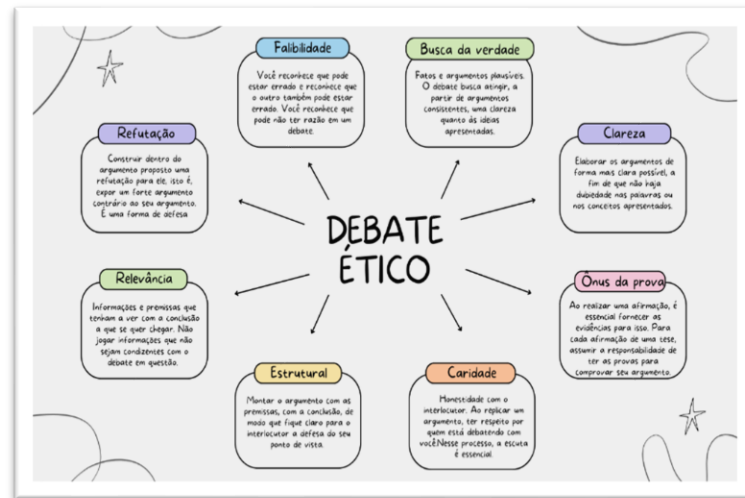 DEBATE
ÉTICO
Falibilidade
Você reconhece que pode
estar errado e reconhece que
o outro também pode estar
errado. Você reconhece que
pode não ter razão em um
debate.
Busca da verdade
Fatos e argumentos plausíveis.
O debate busca atingir, a
partir de argumentos
consistentes, uma clareza
quanto ás ideias
apresentadas.
Clareza
Elaborar os argumentos de
forma mais clara possível, a
fim de que não haja
dubiedade nas palavras ou
nos conceitos apresentados.
Ônus da prova
Ao realizar uma afirmação, é
essencial fornecer as
evidências para isso. Para
cada afirmação de uma tese,
assumir a responsabilidade de
ter as provas para
comprovar seu argumento.
Caridade
Honestidade com o
interlocutor. Ao replicar um
argumento, ter respeito por
quem está debatendo com
você.Nesse processo, a escuta
é essencial.
Estrutural
Montar o argumento com as
premissas, com a conclusão, de
modo que fique claro para o
interlocutor a defesa do seu
ponto de vista.
Relevância
Informações e premissas que
tenham a ver com a conclusão
a que se quer chegar. Não
jogar informações que não
sejam condizentes com o
debate em questão.
Refutação
Construir dentro do
argumento proposto uma
refutação para ele, isto é,
expor um forte argumento
contrário ao seu argumento.
É uma forma de defesa